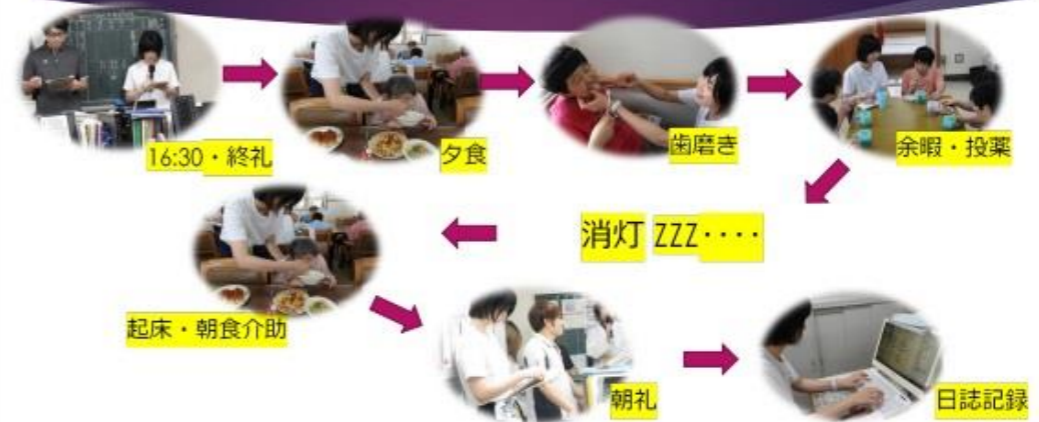 16:30・終礼
夕食
歯磨き
余暇・投薬
消灯 ZZZ････
起床・朝食介助
朝礼
日誌記録